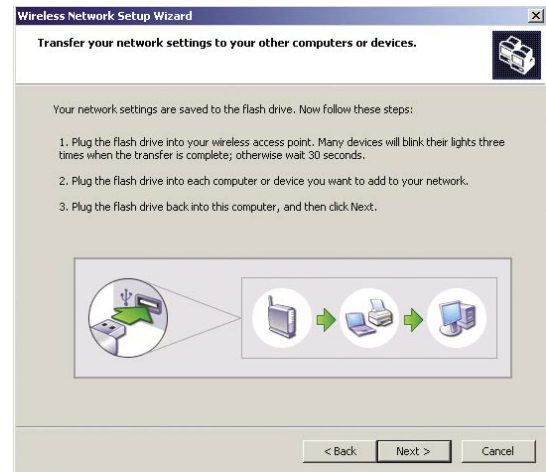 Wireless Network Setup Wizard
Transfer your network settings to your other computers or devices.
Your network settings are saved to the flash drive. Now follow these steps:
1. Plug the flash drive into your wireless access point. Many devices will blink their lights three
times when the transfer is complete; otherwise wait 30 seconds.
2. Plug the flash drive into each computer or device you want to add to your network.
3. Plug the flash drive back into this computer, and then click Next.
< Back Next > Cancel